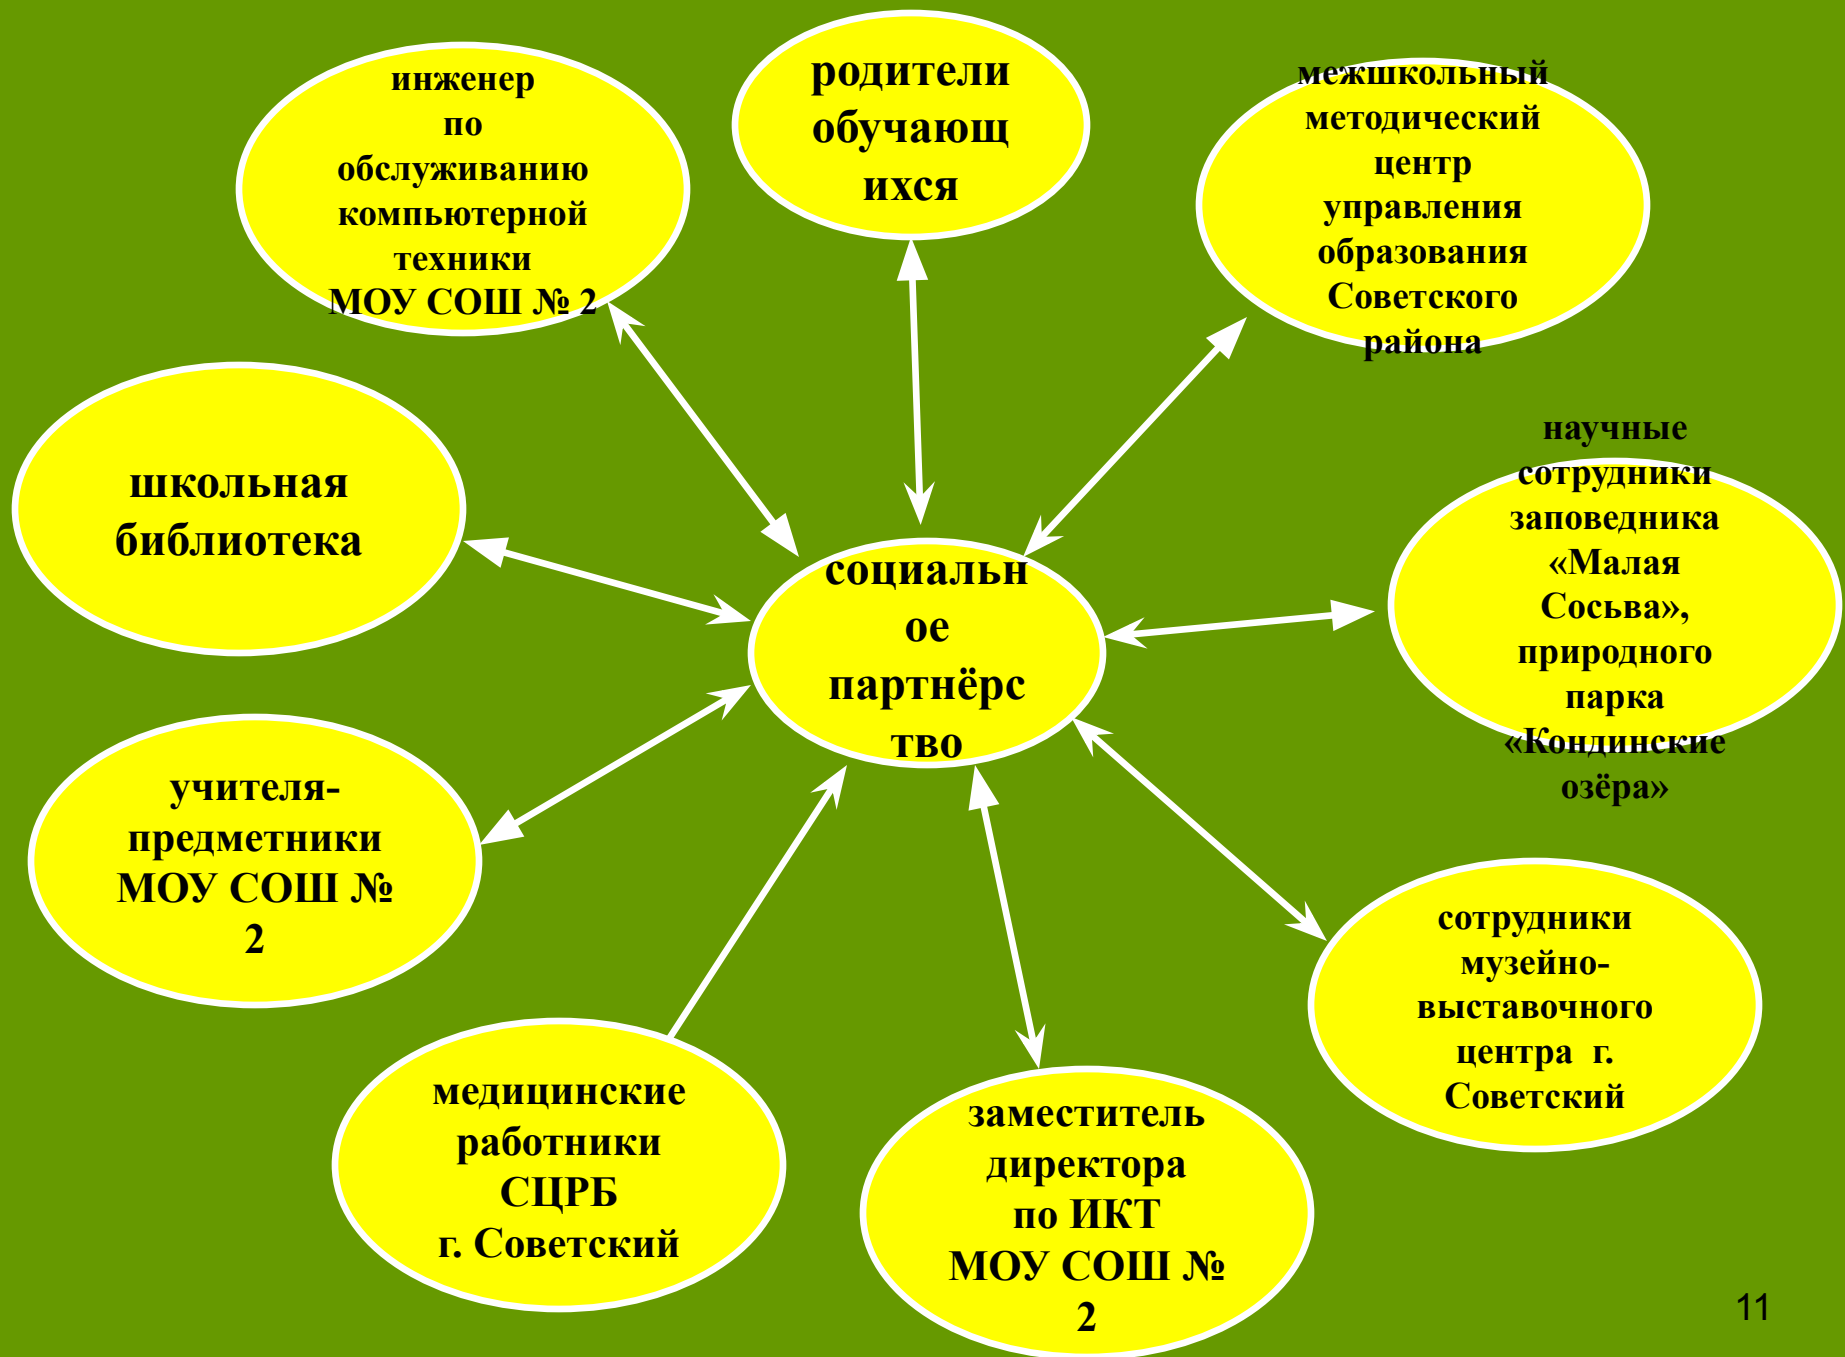 родители
обучающ
ихся
инженер
по
обслуживанию
компьютерной
техники
МОУ СОШ № 2
межшкольный
методический
центр
управления
образования
Советского
района
школьная
библиотека
научные
сотрудники
заповедника
«Малая
Сосьва»,
природного
парка
«Кондинские
озёра»
социальн
ое
партнёрс
тво
учителя-
предметники
МОУ СОШ №
2
сотрудники
музейно-
выставочного
центра г.
Советский
медицинские
работники
СЦРБ
г. Советский
заместитель
директора
по ИКТ
МОУ СОШ №
2
11